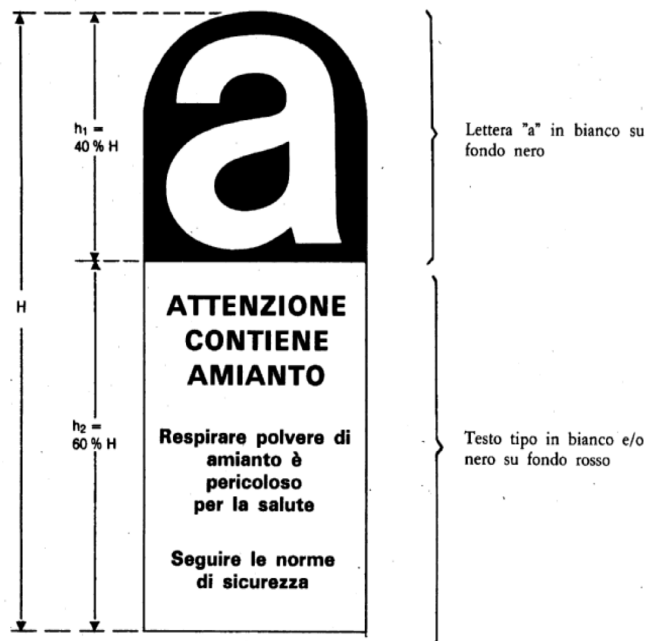 a
h₁ =
40 % H
Lettera "a" in bianco su
fondo nero
H
ATTENZIONE
CONTIENE
AMIANTO
h₂ =
60 % H
Respirare polvere di
amianto è
pericoloso
per la salute
Testo tipo in bianco e/o
nero su fondo rosso
Seguire le norme
di sicurezza